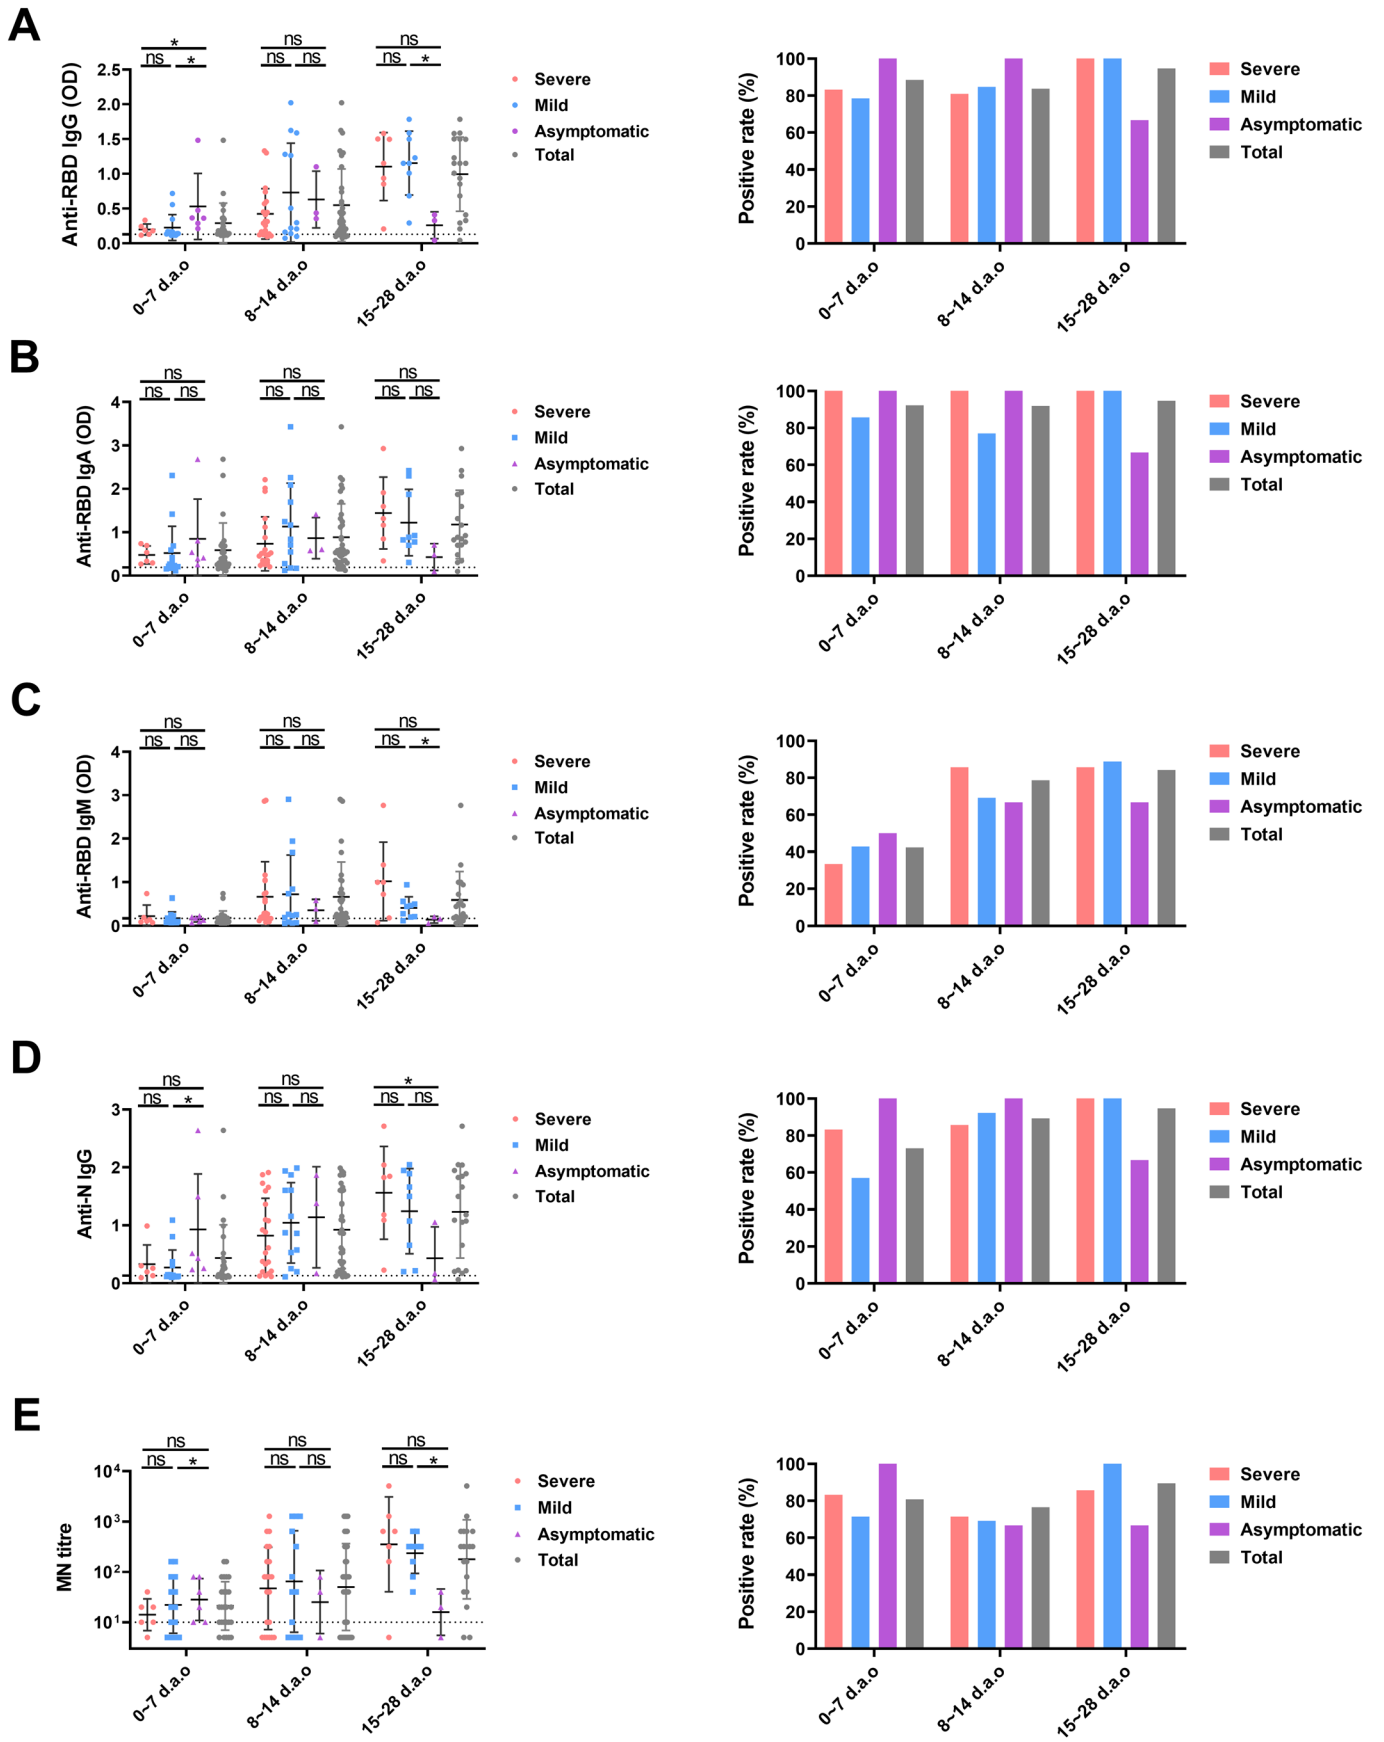 A
* 
ns *
ns
ns ns
ns
ns *
Anti-RBD IgG (OD)
2.5
2.0
1.5
1.0
0.5
0.0
0~7 d.a.o
8~14 d.a.o
15~28 d.a.o
Severe
Mild
Asymptomatic
Total
Positive rate (%)
100
80
60
40
20
0
0~7 d.a.o
8~14 d.a.o
15~28 d.a.o
Severe
Mild
Asymptomatic
Total
B
ns
ns ns
ns
ns ns
ns
ns ns
Anti-RBD IgA (OD)
4
3
2
1
0
0~7 d.a.o
8~14 d.a.o
15~28 d.a.o
Severe
Mild
Asymptomatic
Total
Positive rate (%)
100
80
60
40
20
0
0~7 d.a.o
8~14 d.a.o
15~28 d.a.o
Severe
Mild
Asymptomatic
Total
C
ns
ns ns
ns
ns ns
ns
ns *
Anti-RBD IgM (OD)
4
3
2
1
0
0~7 d.a.o
8~14 d.a.o
15~28 d.a.o
Severe
Mild
Asymptomatic
Total
Positive rate (%)
100
80
60
40
20
0
0~7 d.a.o
8~14 d.a.o
15~28 d.a.o
Severe
Mild
Asymptomatic
Total
D
ns
ns *
ns
ns ns
*
ns ns
Anti-N IgG
3
2
1
0
0~7 d.a.o
8~14 d.a.o
15~28 d.a.o
Severe
Mild
Asymptomatic
Total
Positive rate (%)
100
80
60
40
20
0
0~7 d.a.o
8~14 d.a.o
15~28 d.a.o
Severe
Mild
Asymptomatic
Total
E
ns
ns *
ns
ns ns
ns
ns *
MN titre
10⁴
10³
10²
10¹
0~7 d.a.o
8~14 d.a.o
15~28 d.a.o
Severe
Mild
Asymptomatic
Total
Positive rate (%)
100
80
60
40
20
0
0~7 d.a.o
8~14 d.a.o
15~28 d.a.o
Severe
Mild
Asymptomatic
Total